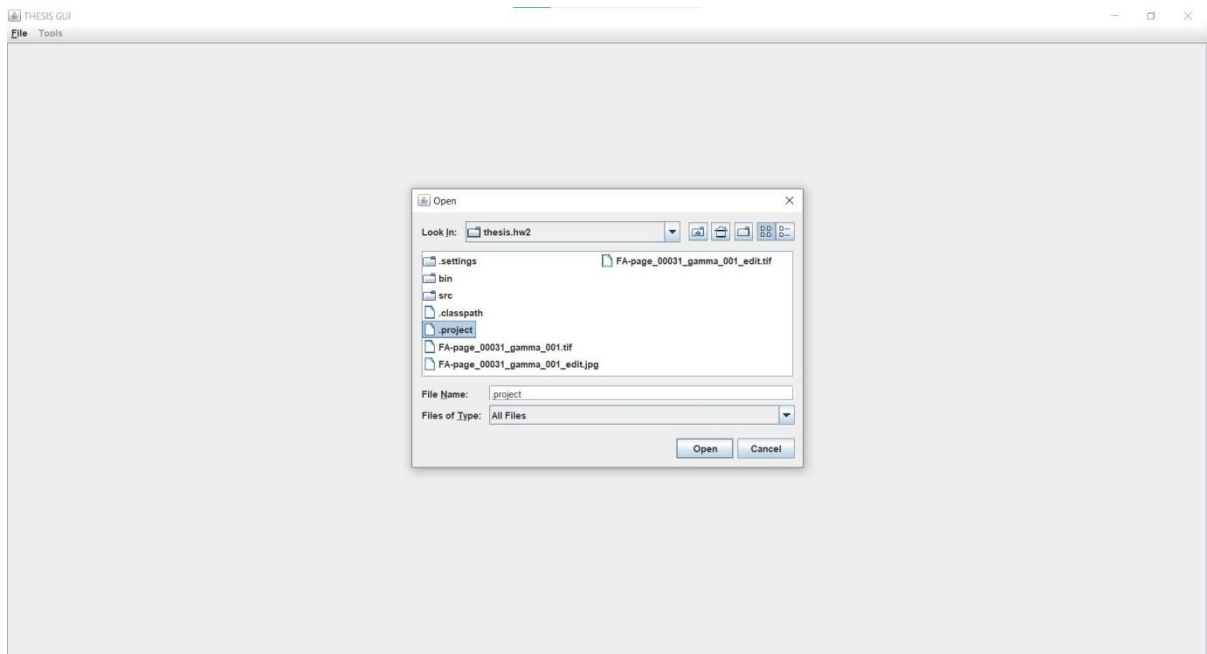 THESIS GUI
File Tools
Open
Look In: thesis.hw2
.settings
bin
src
.classpath
.project
FA-page_00031_gamma_001.tif
FA-page_00031_gamma_001_edit.jpg
FA-page_00031_gamma_001_edit.tif
File Name: .project
Files of Type: All Files
Open Cancel